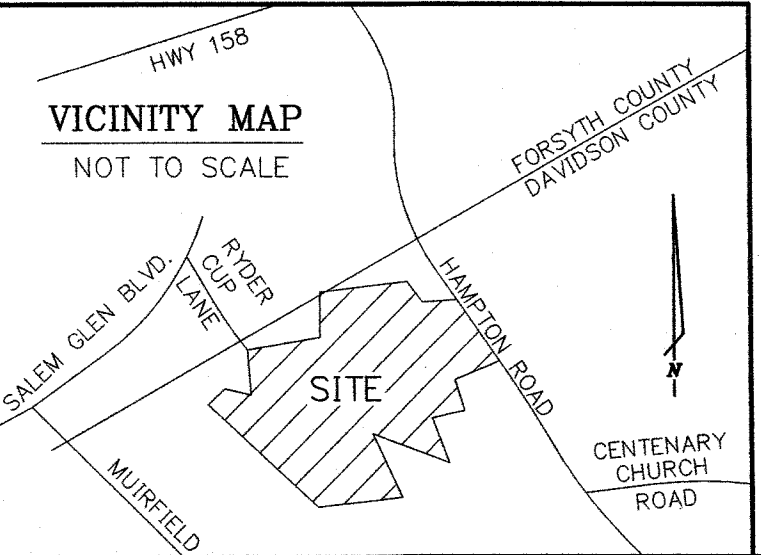 HWY 158
VICINITY MAP
NOT TO SCALE
FORSYTH COUNTY
DAVIDSON COUNTY
SALEM GLEN BLVD.
RYDER
CUP
LANE
HAMPTON ROAD
SITE
N
MUIRFIELD
CENTENARY
CHURCH
ROAD